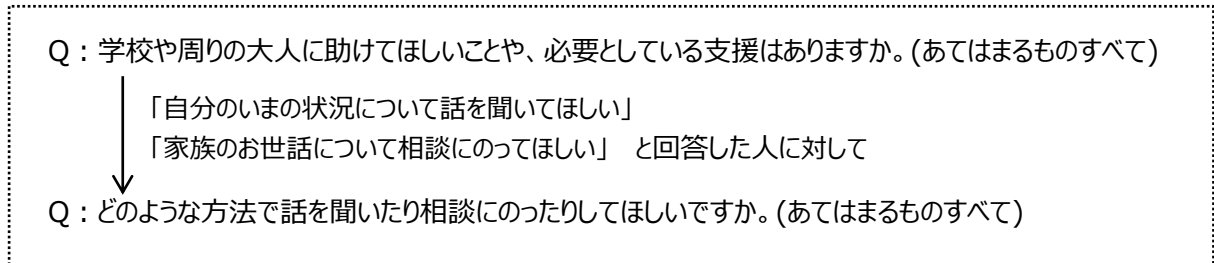 Q：学校や周りの大人に助けてほしいことや、必要としている支援はありますか。(あてはまるものすべて)
「自分のいまの状況について話を聞いてほしい」
「家族のお世話について相談にのってほしい」　と回答した人に対して
Q：どのような方法で話を聞いたり相談にのったりしてほしいですか。(あてはまるものすべて)